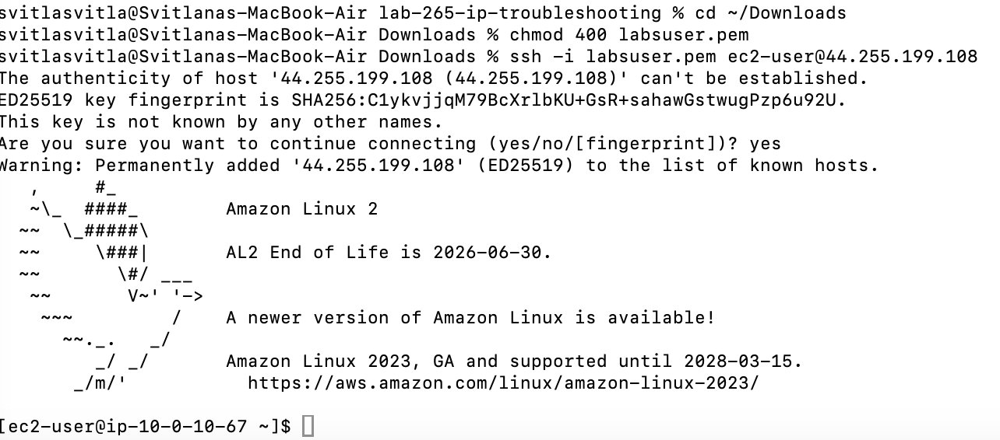 svitlasvitla@Svitlanas-MacBook-Air lab-265-ip-troubleshooting % cd ~/Downloads
svitlasvitla@Svitlanas-MacBook-Air Downloads % chmod 400 labsuser.pem
svitlasvitla@Svitlanas-MacBook-Air Downloads % ssh -i labsuser.pem ec2-user@44.255.199.108
The authenticity of host '44.255.199.108 (44.255.199.108)' can't be established.
ED25519 key fingerprint is SHA256:C1ykvjjqM79BcXrlbKU+GsR+sahawGstwugPzp6u92U.
This key is not known by any other names.
Are you sure you want to continue connecting (yes/no/[fingerprint])? yes
Warning: Permanently added '44.255.199.108' (ED25519) to the list of known hosts.
   ,     #_
   ~\_  ####_        Amazon Linux 2
  ~~  \_#####\
  ~~     \###|       AL2 End of Life is 2026-06-30.
  ~~       \#/ ___
   ~~       V~' '->
    ~~~         /    A newer version of Amazon Linux is available!
      ~~._.   _/
         _/ _/       Amazon Linux 2023, GA and supported until 2028-03-15.
       _/m/'           https://aws.amazon.com/linux/amazon-linux-2023/

[ec2-user@ip-10-0-10-67 ~]$